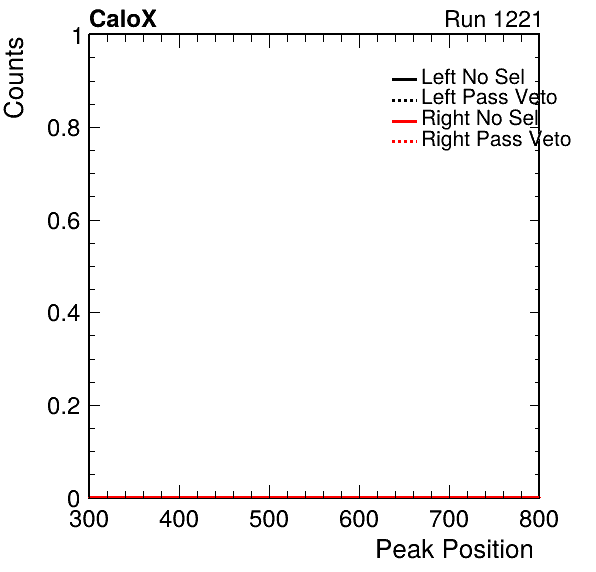 CaloX Run 1221
Counts
1
0.8
0.6
0.4
0.2
0
Left No Sel
Left Pass Veto
Right No Sel
Right Pass Veto
300 400 500 600 700 800
Peak Position